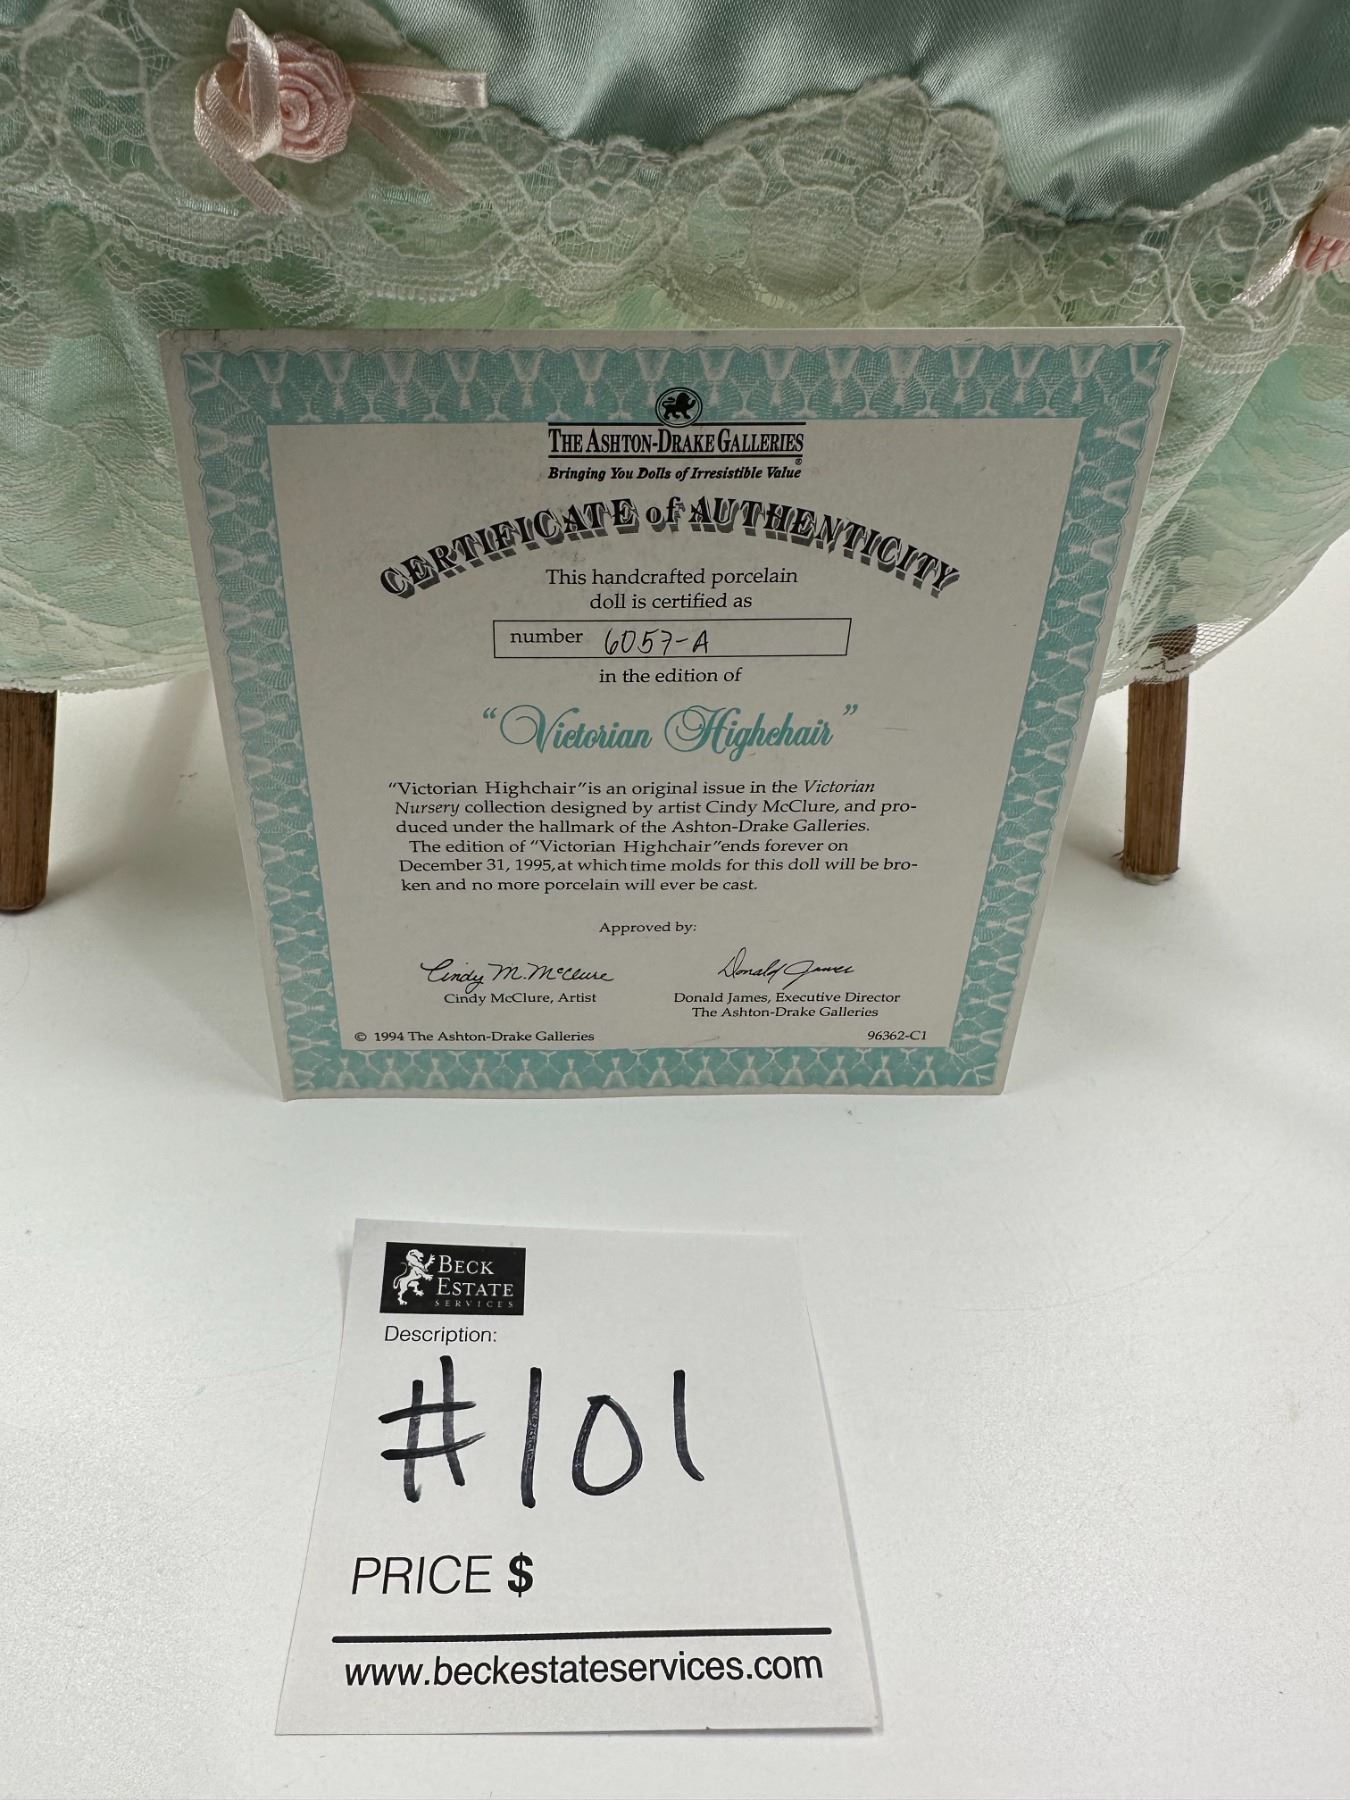 THE ASHTON-DRAKE GALLERIES
Bringing You Dolls of Irresistible Value®
CERTIFICATE of AUTHENTICITY
This handcrafted porcelain
doll is certified as
number 6057-A
in the edition of
"Victorian Highchair"
"Victorian Highchair" is an original issue in the Victorian
Nursery collection designed by artist Cindy McClure, and pro-
duced under the hallmark of the Ashton-Drake Galleries.
The edition of "Victorian Highchair" ends forever on
December 31, 1995, at which time molds for this doll will be bro-
ken and no more porcelain will ever be cast.
Approved by:
Cindy M. McClure Donald James
Cindy McClure, Artist Donald James, Executive Director
The Ashton-Drake Galleries
© 1994 The Ashton-Drake Galleries 96362-C1
BECK
ESTATE
SERVICES
Description:
#101
PRICE $
www.beckestateservices.com